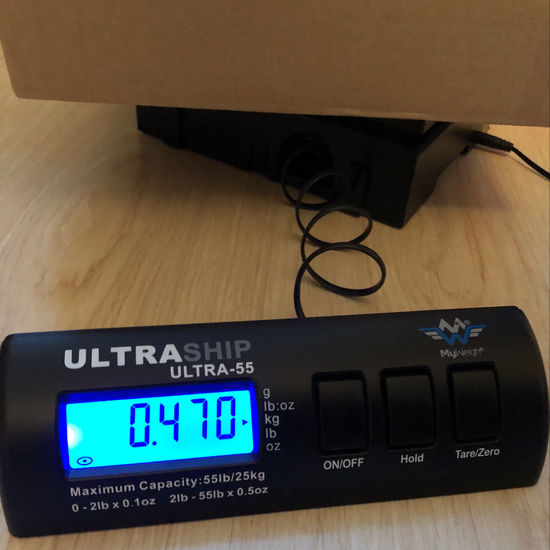 ULTRASHIP
ULTRA-55
MyWeigh®
0.470
g
lb:oz
kg
lb
oz
ON/OFF
Hold
Tare/Zero
Maximum Capacity:55lb/25kg
0 - 2lb x 0.1oz 2lb - 55lb x 0.5oz